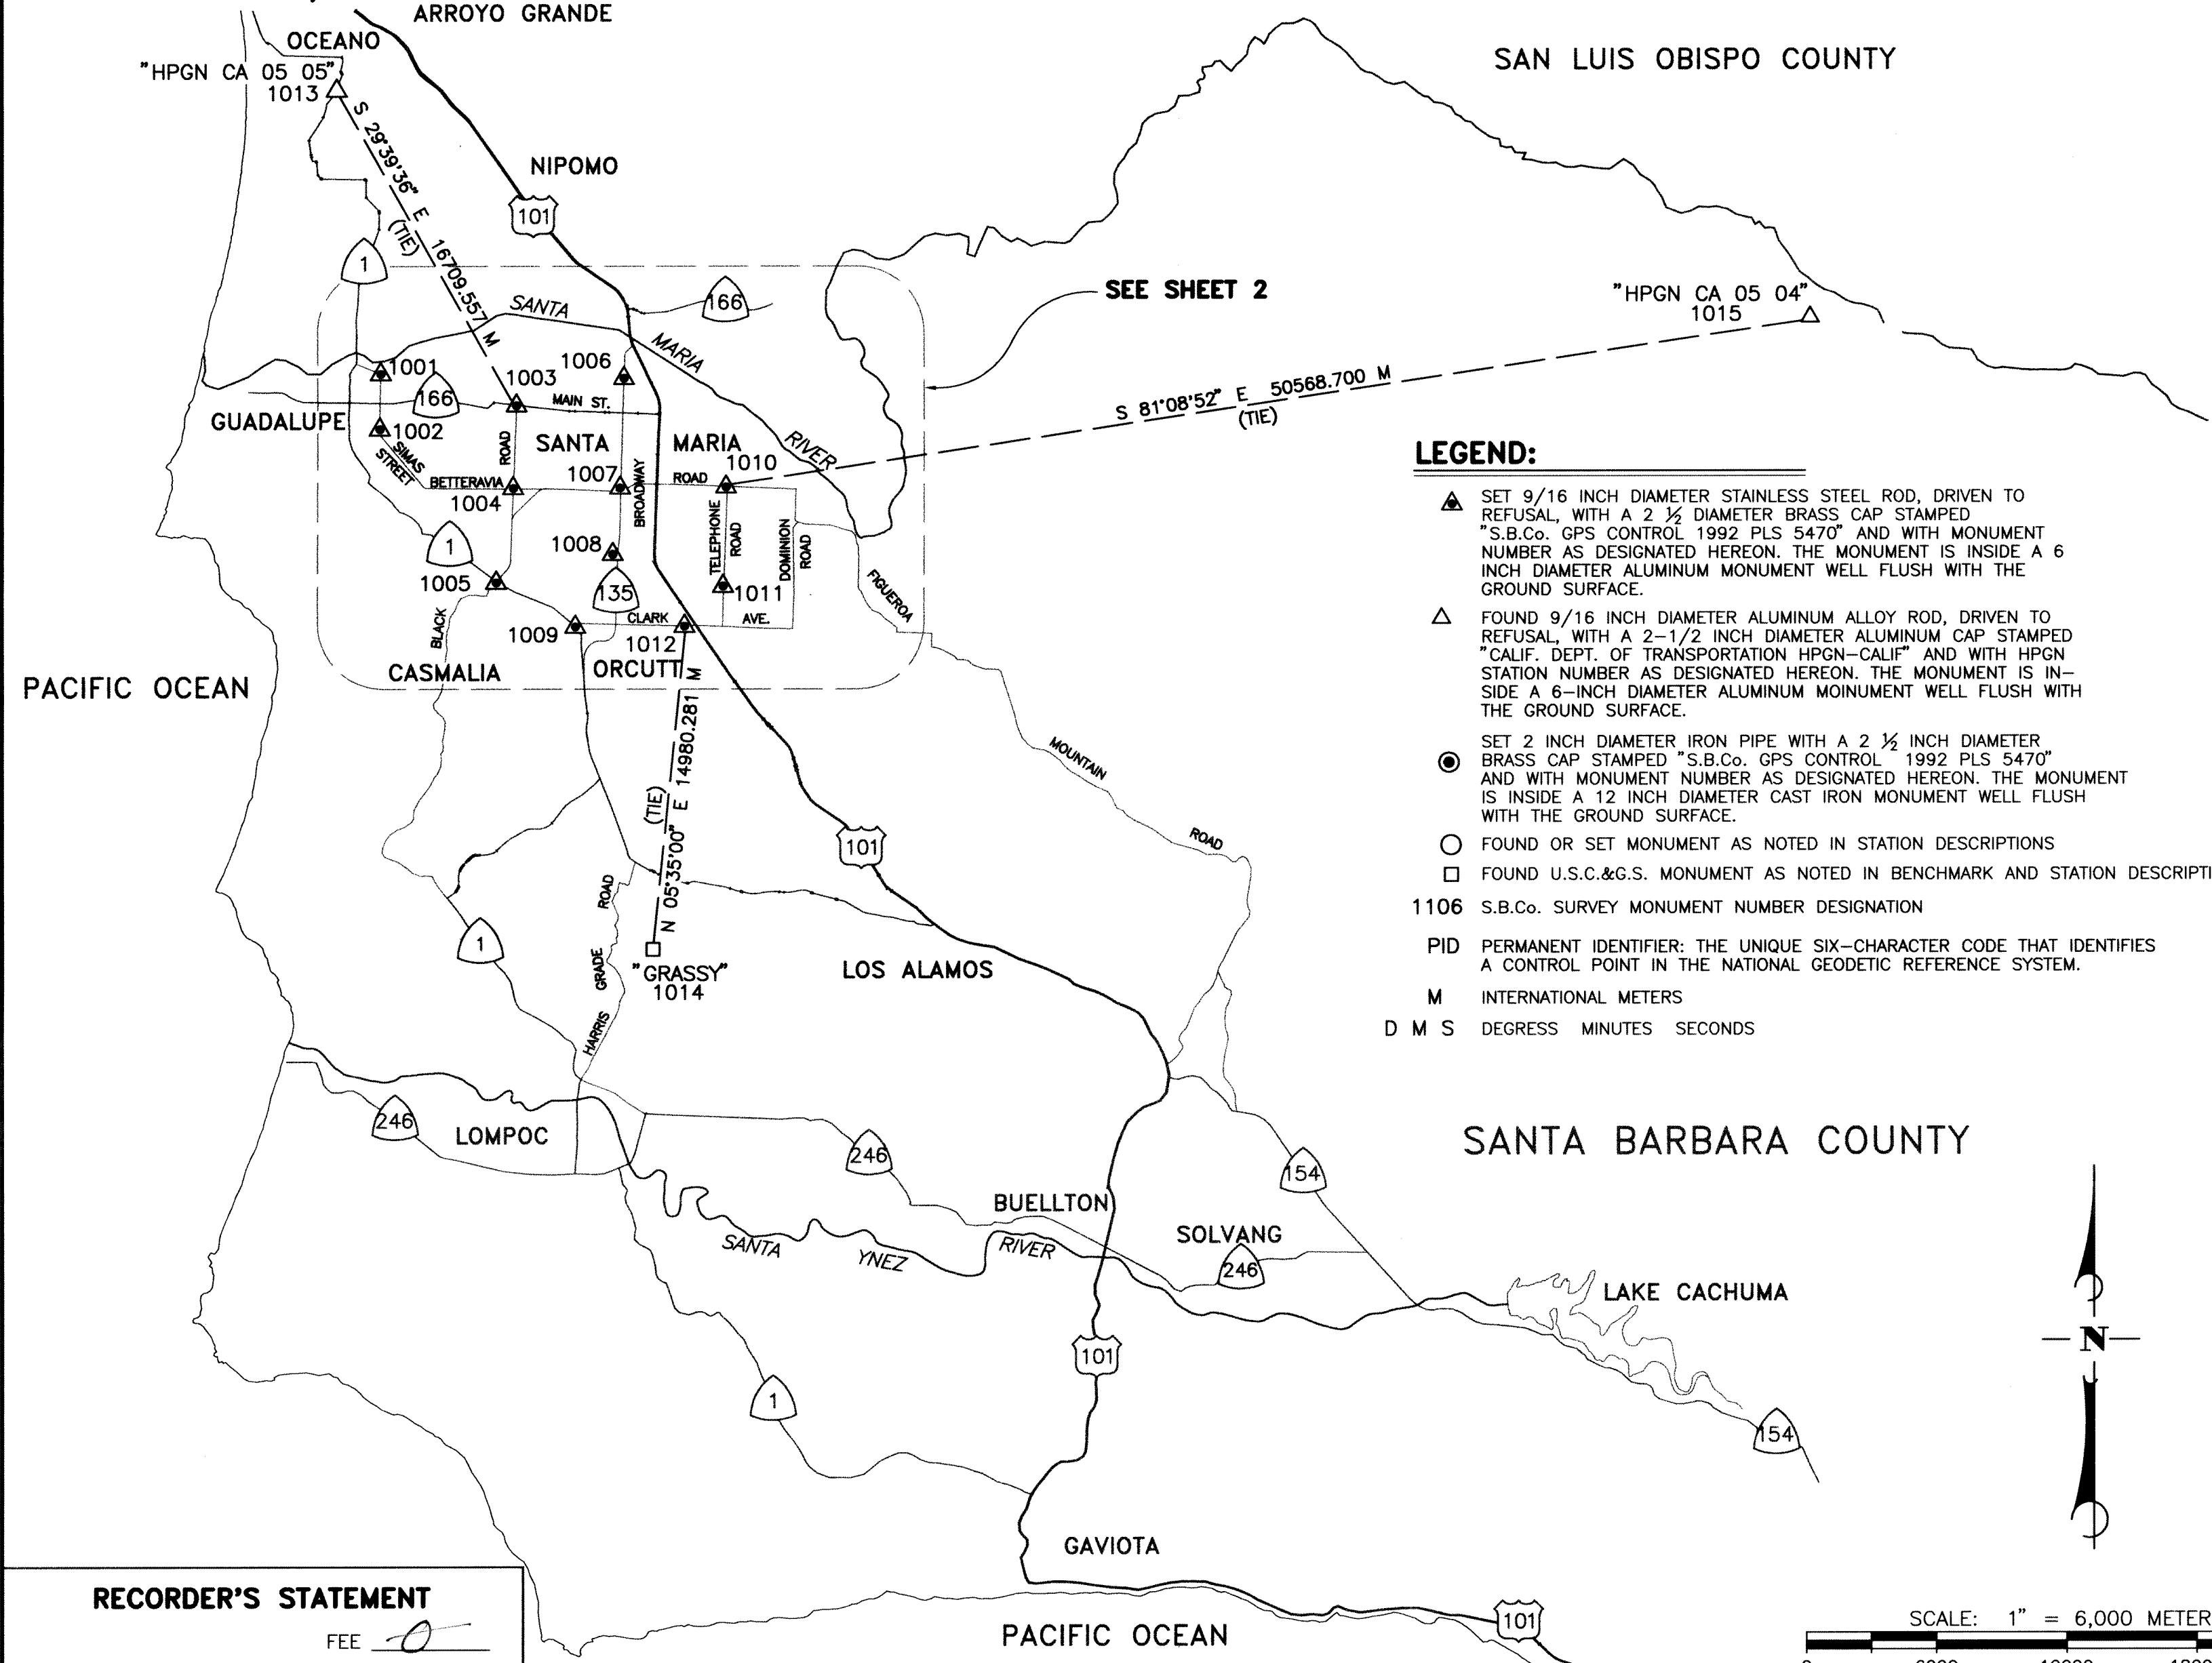 ARROYO GRANDE
OCEANO
SAN LUIS OBISPO COUNTY
"HPGN CA 05 05"
1013
S 29°39'36" E 16709.557 M
(TIE)
NIPOMO
101
1
166
SANTA
MARIA
RIVER
SEE SHEET 2
"HPGN CA 05 04"
1015
S 81°08'52" E 50568.700 M
(TIE)
1001
1006
1003
166
MAIN ST.
GUADALUPE
1002
SIMAS
STREET
ROAD
SANTA MARIA
1010
1007
BETTERAVIA
ROAD
1004
BROADWAY
TELEPHONE
ROAD
DOMINION
ROAD
1
1008
1005
135
1011
FIGUEROA
BLACK
1009
CLARK
AVE.
1012
CASMALIA
ORCUTT
PACIFIC OCEAN
N 05°35'00" E 14980.281 M
(TIE)
MOUNTAIN
ROAD
101
ROAD
GRADE
HARRIS
1
"GRASSY"
1014
LOS ALAMOS
LEGEND:
SET 9/16 INCH DIAMETER STAINLESS STEEL ROD, DRIVEN TO
REFUSAL, WITH A 2 ½ DIAMETER BRASS CAP STAMPED
"S.B.Co. GPS CONTROL 1992 PLS 5470" AND WITH MONUMENT
NUMBER AS DESIGNATED HEREON. THE MONUMENT IS INSIDE A 6
INCH DIAMETER ALUMINUM MONUMENT WELL FLUSH WITH THE
GROUND SURFACE.
FOUND 9/16 INCH DIAMETER ALUMINUM ALLOY ROD, DRIVEN TO
REFUSAL, WITH A 2-1/2 INCH DIAMETER ALUMINUM CAP STAMPED
"CALIF. DEPT. OF TRANSPORTATION HPGN-CALIF" AND WITH HPGN
STATION NUMBER AS DESIGNATED HEREON. THE MONUMENT IS IN-
SIDE A 6-INCH DIAMETER ALUMINUM MOINUMENT WELL FLUSH WITH
THE GROUND SURFACE.
SET 2 INCH DIAMETER IRON PIPE WITH A 2 ½ INCH DIAMETER
BRASS CAP STAMPED "S.B.Co. GPS CONTROL 1992 PLS 5470"
AND WITH MONUMENT NUMBER AS DESIGNATED HEREON. THE MONUMENT
IS INSIDE A 12 INCH DIAMETER CAST IRON MONUMENT WELL FLUSH
WITH THE GROUND SURFACE.
FOUND OR SET MONUMENT AS NOTED IN STATION DESCRIPTIONS
FOUND U.S.C.&G.S. MONUMENT AS NOTED IN BENCHMARK AND STATION DESCRIPTI
1106 S.B.Co. SURVEY MONUMENT NUMBER DESIGNATION
PID PERMANENT IDENTIFIER: THE UNIQUE SIX-CHARACTER CODE THAT IDENTIFIES
A CONTROL POINT IN THE NATIONAL GEODETIC REFERENCE SYSTEM.
M INTERNATIONAL METERS
D M S DEGRESS MINUTES SECONDS
246
LOMPOC
246
SANTA BARBARA COUNTY
154
BUELLTON
SOLVANG
SANTA YNEZ RIVER
246
LAKE CACHUMA
N
101
1
154
GAVIOTA
RECORDER'S STATEMENT
FEE 0
PACIFIC OCEAN
101
SCALE: 1" = 6,000 METER